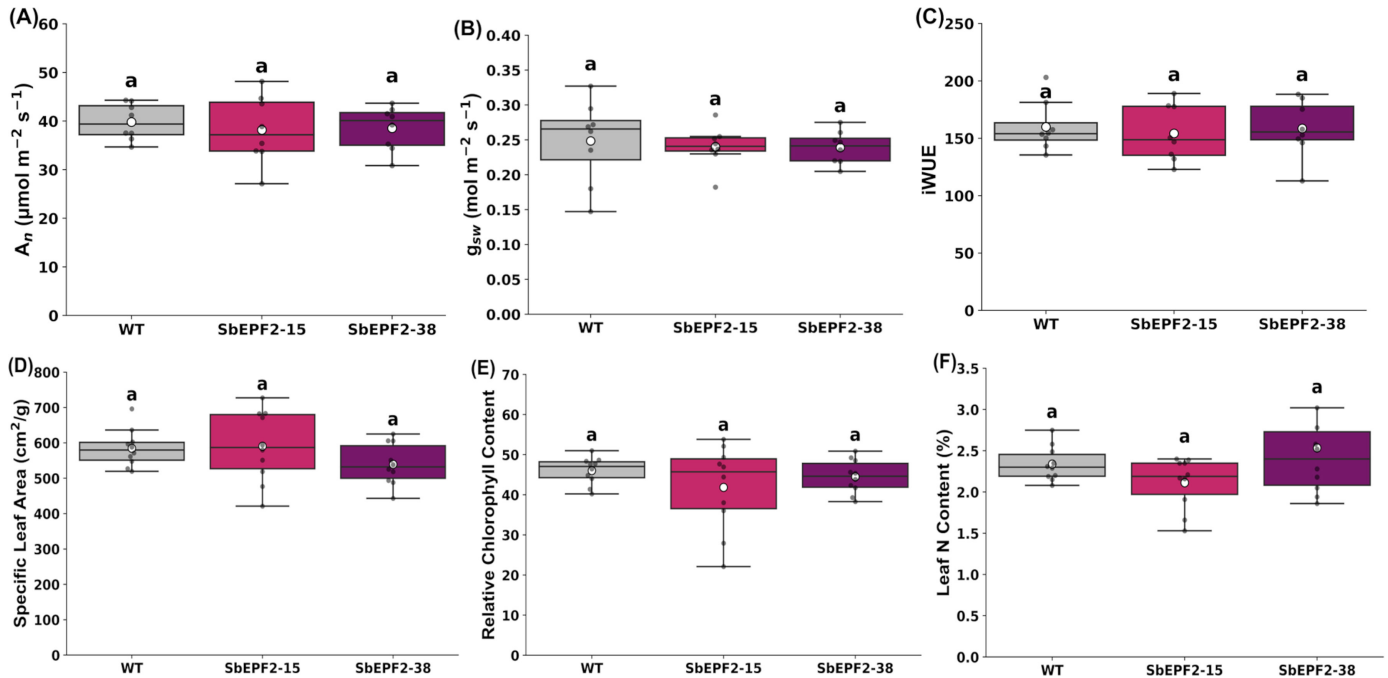 (A)
Aₙ (μmol m⁻² s⁻¹)
60
50
40
30
20
10
0
a
a
a
WT
SbEPF2-15
SbEPF2-38
(B)
g_sw (mol m⁻² s⁻¹)
0.40
0.35
0.30
0.25
0.20
0.15
0.10
0.05
0.00
a
a
a
WT
SbEPF2-15
SbEPF2-38
(C)
iWUE
250
200
150
100
50
0
a
a
a
WT
SbEPF2-15
SbEPF2-38
(D)
Specific Leaf Area (cm²/g)
800
700
600
500
400
300
200
100
0
a
a
a
WT
SbEPF2-15
SbEPF2-38
(E)
Relative Chlorophyll Content
70
60
50
40
30
20
10
0
a
a
a
WT
SbEPF2-15
SbEPF2-38
(F)
Leaf N Content (%)
3.5
3.0
2.5
2.0
1.5
1.0
0.5
0.0
a
a
a
WT
SbEPF2-15
SbEPF2-38